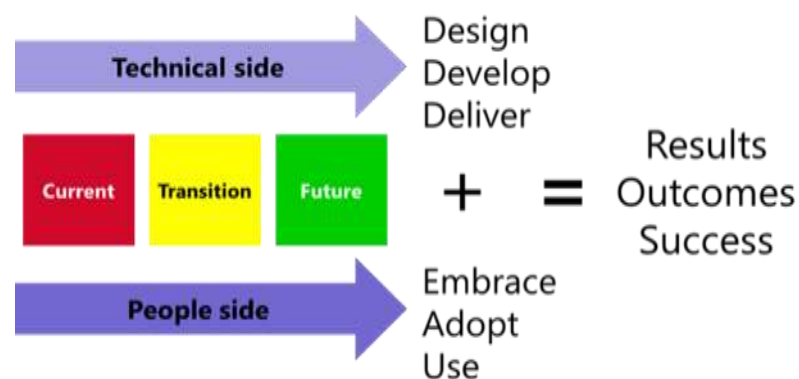 Technical side
Design
Develop
Deliver
Current
Transition
Future
+
=
Results
Outcomes
Success
People side
Embrace
Adopt
Use